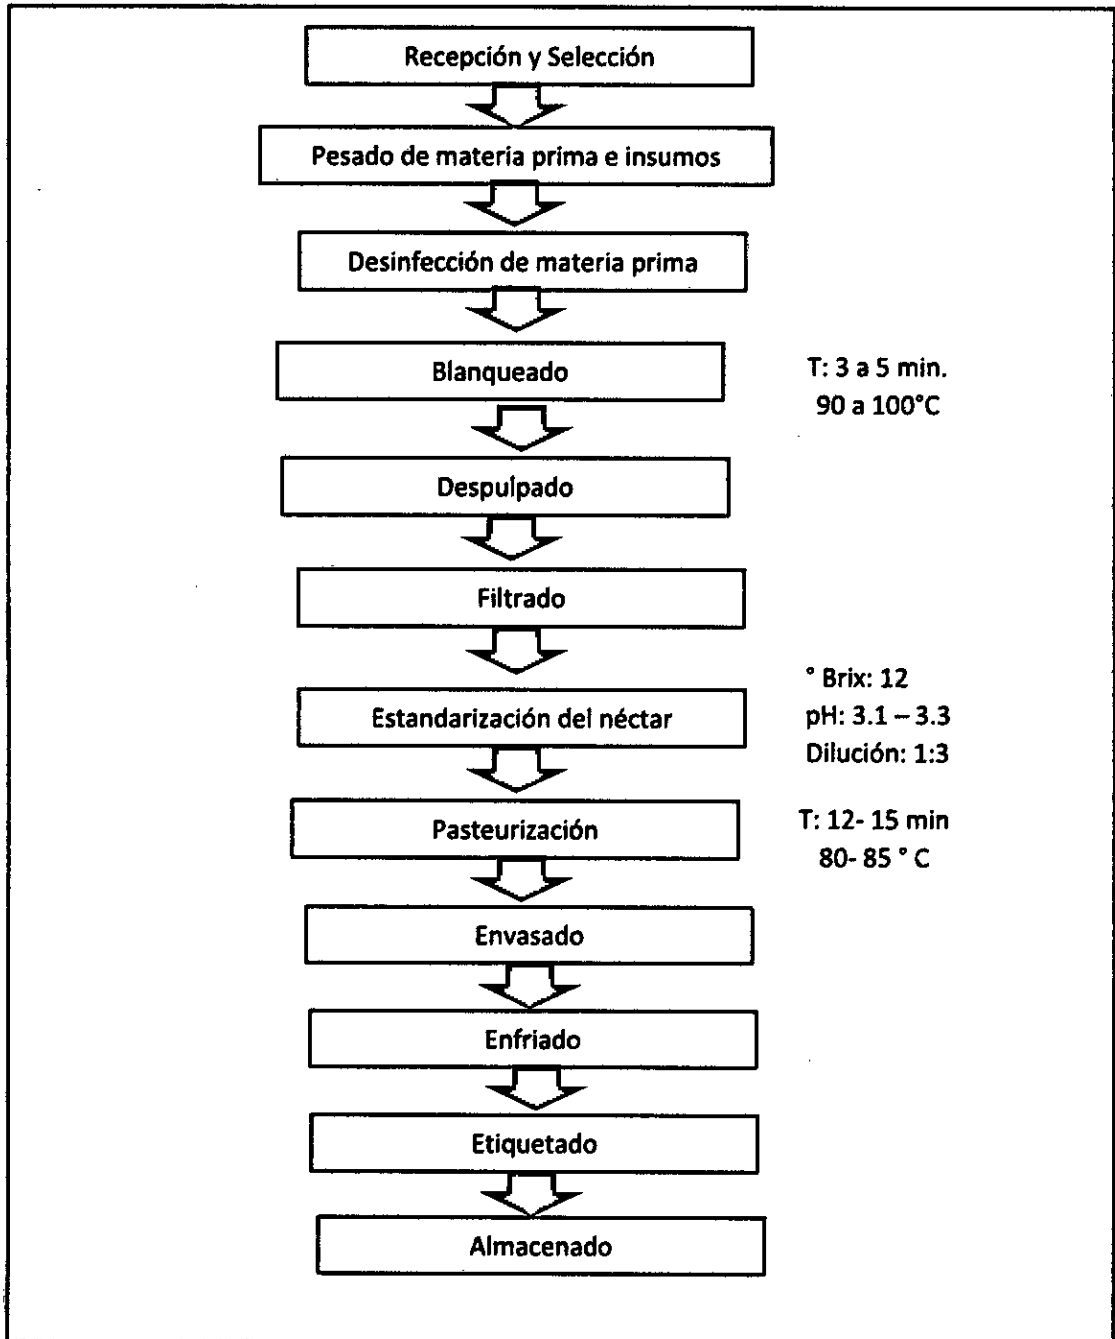 Recepción y Selección
Pesado de materia prima e insumos
Desinfección de materia prima
Blanqueado
T: 3 a 5 min.
90 a 100°C
Despulpado
Filtrado
Estandarización del néctar
° Brix: 12
pH: 3.1 – 3.3
Dilución: 1:3
Pasteurización
T: 12- 15 min
80- 85 ° C
Envasado
Enfriado
Etiquetado
Almacenado